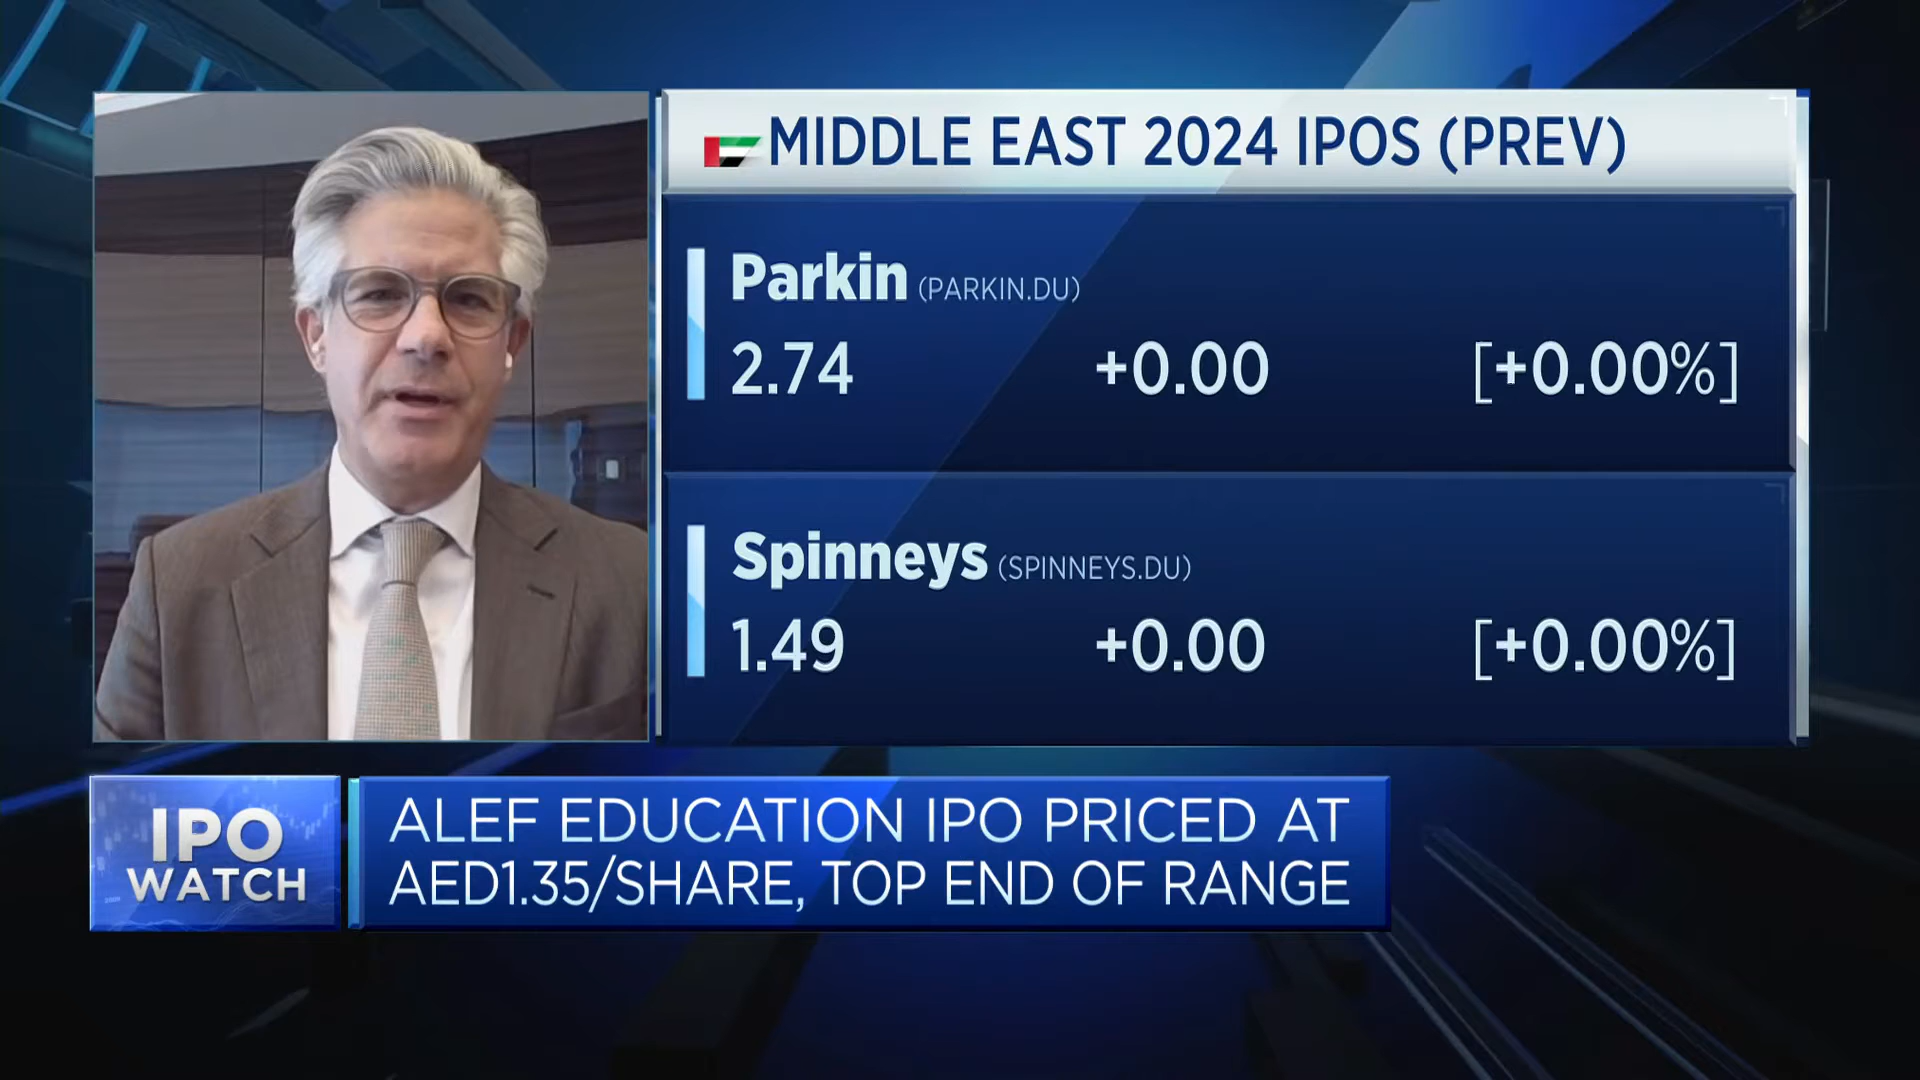 MIDDLE EAST 2024 IPOS (PREV)
Parkin (PARKIN.DU)
2.74 +0.00 [+0.00%]
Spinneys (SPINNEYS.DU)
1.49 +0.00 [+0.00%]
IPO
WATCH
ALEF EDUCATION IPO PRICED AT
AED1.35/SHARE, TOP END OF RANGE